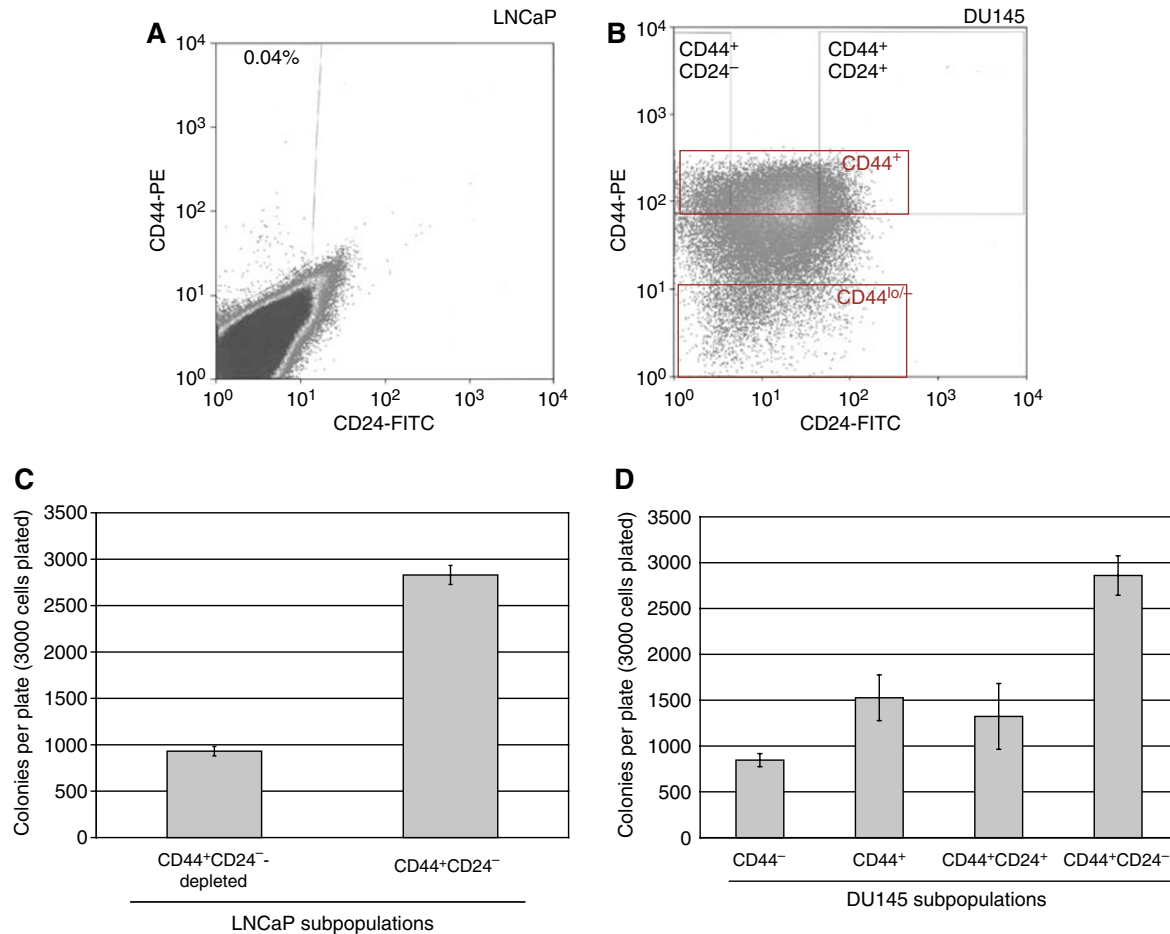 A
LNCaP
0.04%
10⁴
10³
10²
10¹
10⁰
CD44-PE
10⁰ 10¹ 10² 10³ 10⁴
CD24-FITC
B
DU145
CD44⁺
CD24⁻
CD44⁺
CD24⁺
CD44⁺
CD44ˡᵒ/⁻
10⁴
10³
10²
10¹
10⁰
CD44-PE
10⁰ 10¹ 10² 10³ 10⁴
CD24-FITC
C
3500
3000
2500
2000
1500
1000
500
0
Colonies per plate (3000 cells plated)
CD44⁺CD24⁻-
depleted
CD44⁺CD24⁻
LNCaP subpopulations
D
3500
3000
2500
2000
1500
1000
500
0
Colonies per plate (3000 cells plated)
CD44⁻ CD44⁺ CD44⁺CD24⁺ CD44⁺CD24⁻
DU145 subpopulations